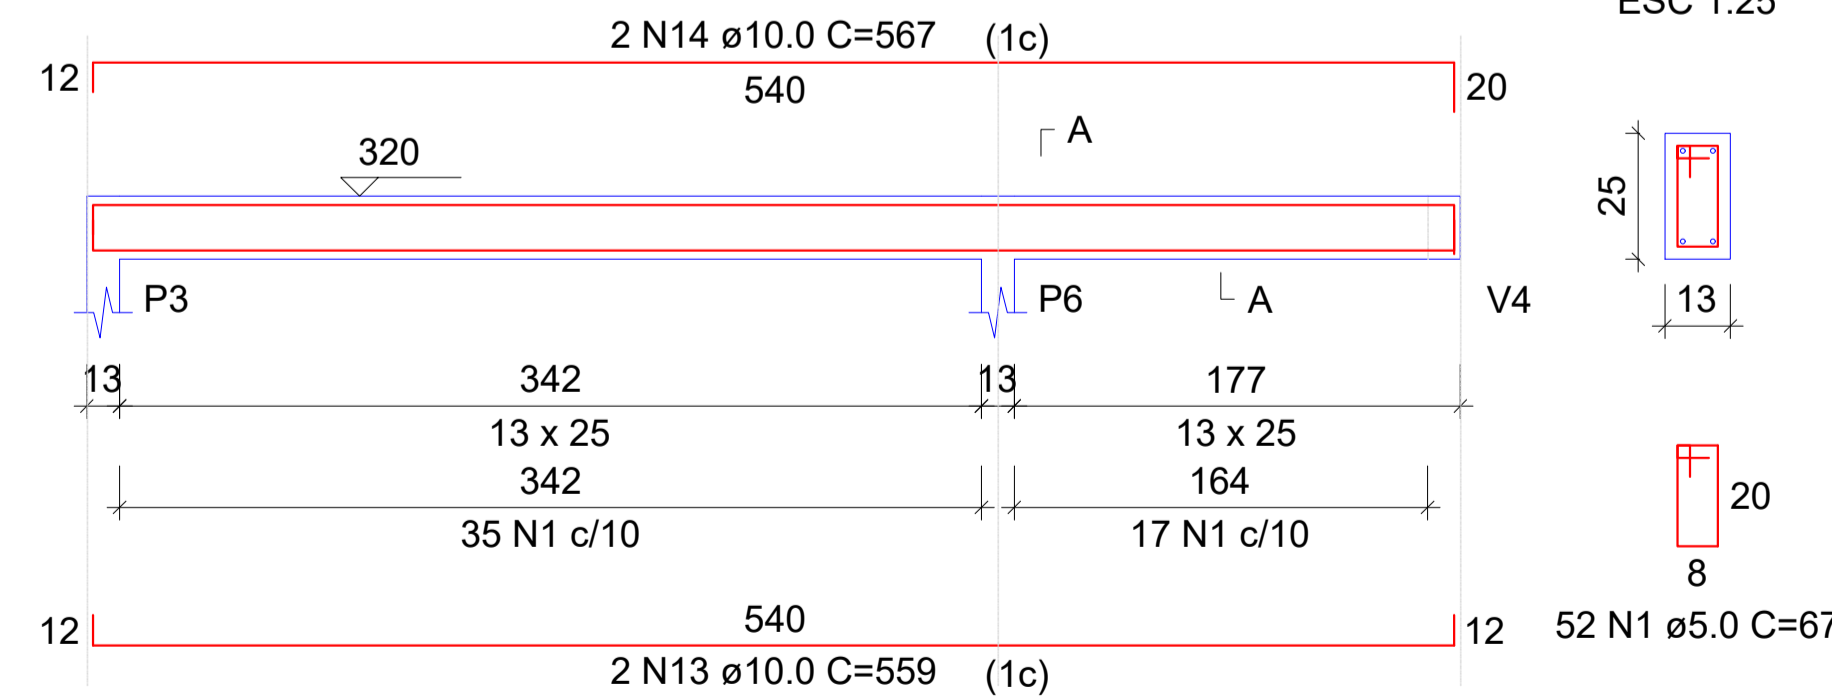 ESC 1:25
2 N14 ø10.0 C=567 (1c)
12
540
20
A
320
25
P3
P6
A
V4
13
13
342
13
177
13 x 25
13 x 25
342
164
20
35 N1 c/10
17 N1 c/10
8
12
540
12
52 N1 ø5.0 C=67
2 N13 ø10.0 C=559 (1c)